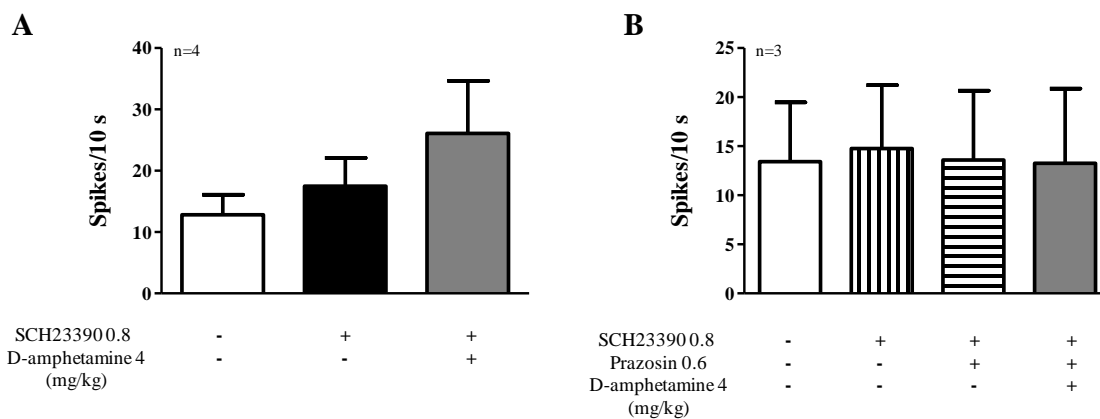 A
n=4
Spikes/10 s
40
30
20
10
0
SCH23390 0.8 - + +
D-amphetamine 4 - - +
(mg/kg)
B
n=3
Spikes/10 s
25
20
15
10
5
0
SCH23390 0.8 - + + +
Prazosin 0.6 - - + +
D-amphetamine 4 - - - +
(mg/kg)